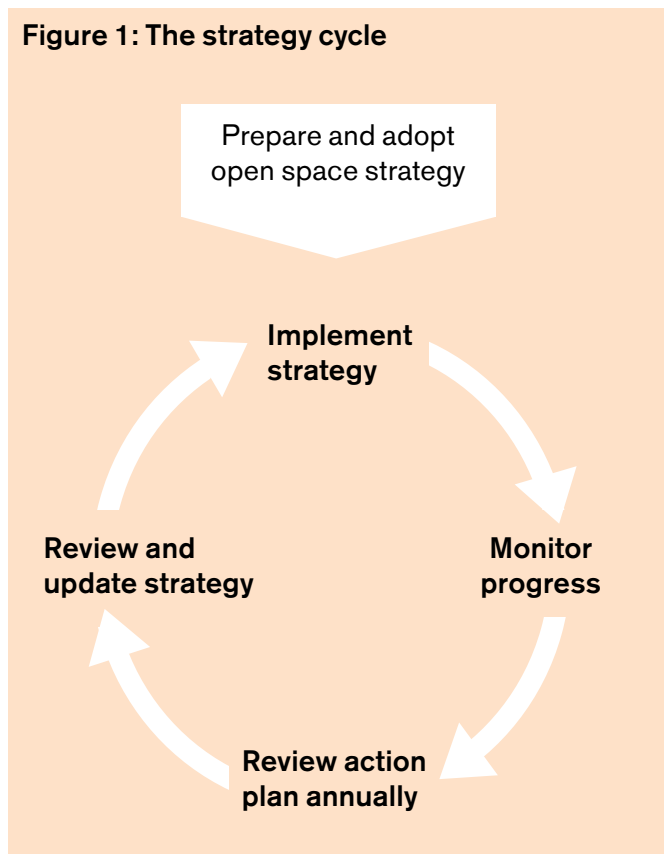 Figure 1: The strategy cycle
Prepare and adopt
open space strategy
Implement
strategy
Monitor
progress
Review action
plan annually
Review and
update strategy